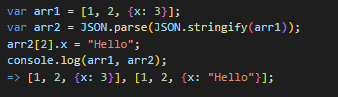 var arr1 = [1, 2, {x: 3}];
var arr2 = JSON.parse(JSON.stringify(arr1));
arr2[2].x = "Hello";
console.log(arr1, arr2);
=> [1, 2, {x: 3}], [1, 2, {x: "Hello"}];